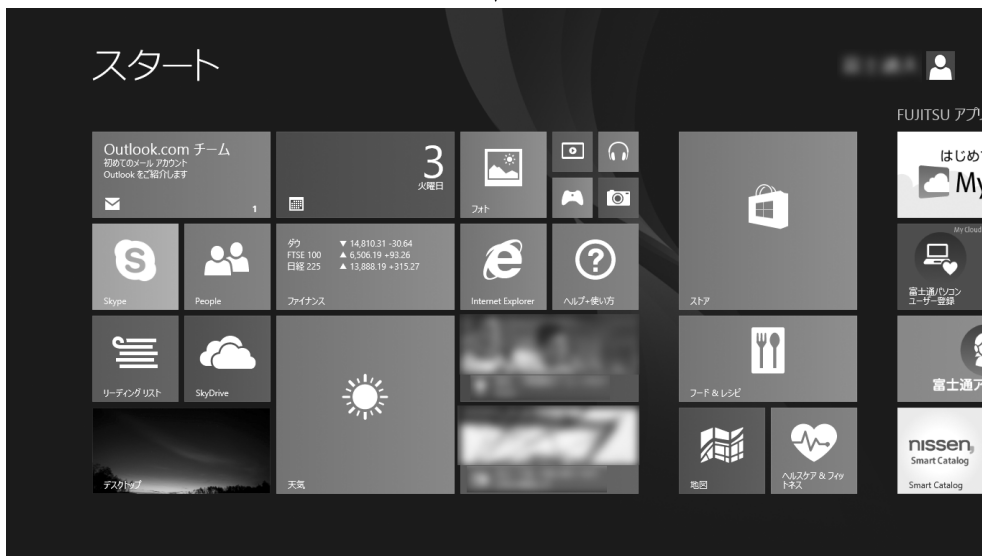 スタート
FUJITSU アプリ
Outlook.com チーム
初めてのメール アカウント
Outlook をご紹介します
1
3
火曜日
フォト
ストア
はじめて
My
My Cloud
Skype
People
ダウ ▼ 14,810.31 -30.64
FTSE 100 ▲ 6,506.19 +93.26
日経 225 ▲ 13,888.19 +315.27
ファイナンス
Internet Explorer
ヘルプ+使い方
富士通パソコン
ユーザー登録
リーディング リスト
SkyDrive
天気
フード & レシピ
富士通ア
デスクトップ
地図
ヘルスケア & フィッ
トネス
nissen,
Smart Catalog
Smart Catalog